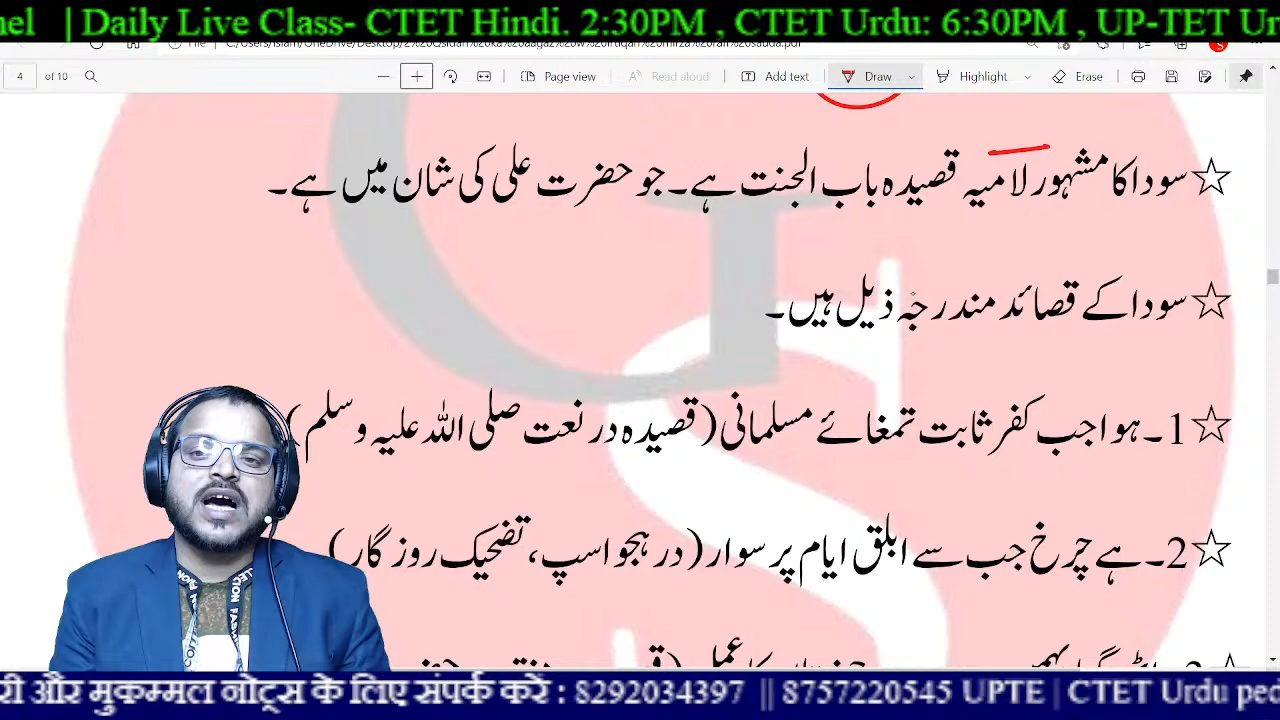 nel | Daily Live Class- CTET Hindi. 2:30PM , CTET Urdu: 6:30PM , UP-TET Ur
4 of 10 Page view Read aloud Add text Draw Highlight Erase
☆ سودا کا مشہور لامیہ قصیدہ باب الجنت ہے۔ جو حضرت علی کی شان میں ہے۔
☆ سودا کے قصائد مندرجۂ ذیل ہیں۔
☆ 1۔ہوا جب کفر ثابت تمغائے مسلمانی (قصیدہ در نعت صلی اللہ علیہ وسلم)
☆ 2۔ہے چرخ جب سے ابلق ایام پر سوار (در ہجو اسپ، تضحیک روزگار)
री और मुकम्मल नोट्स के लिए संपर्क करें : 8292034397 || 8757220545 UPTE | CTET Urdu ped